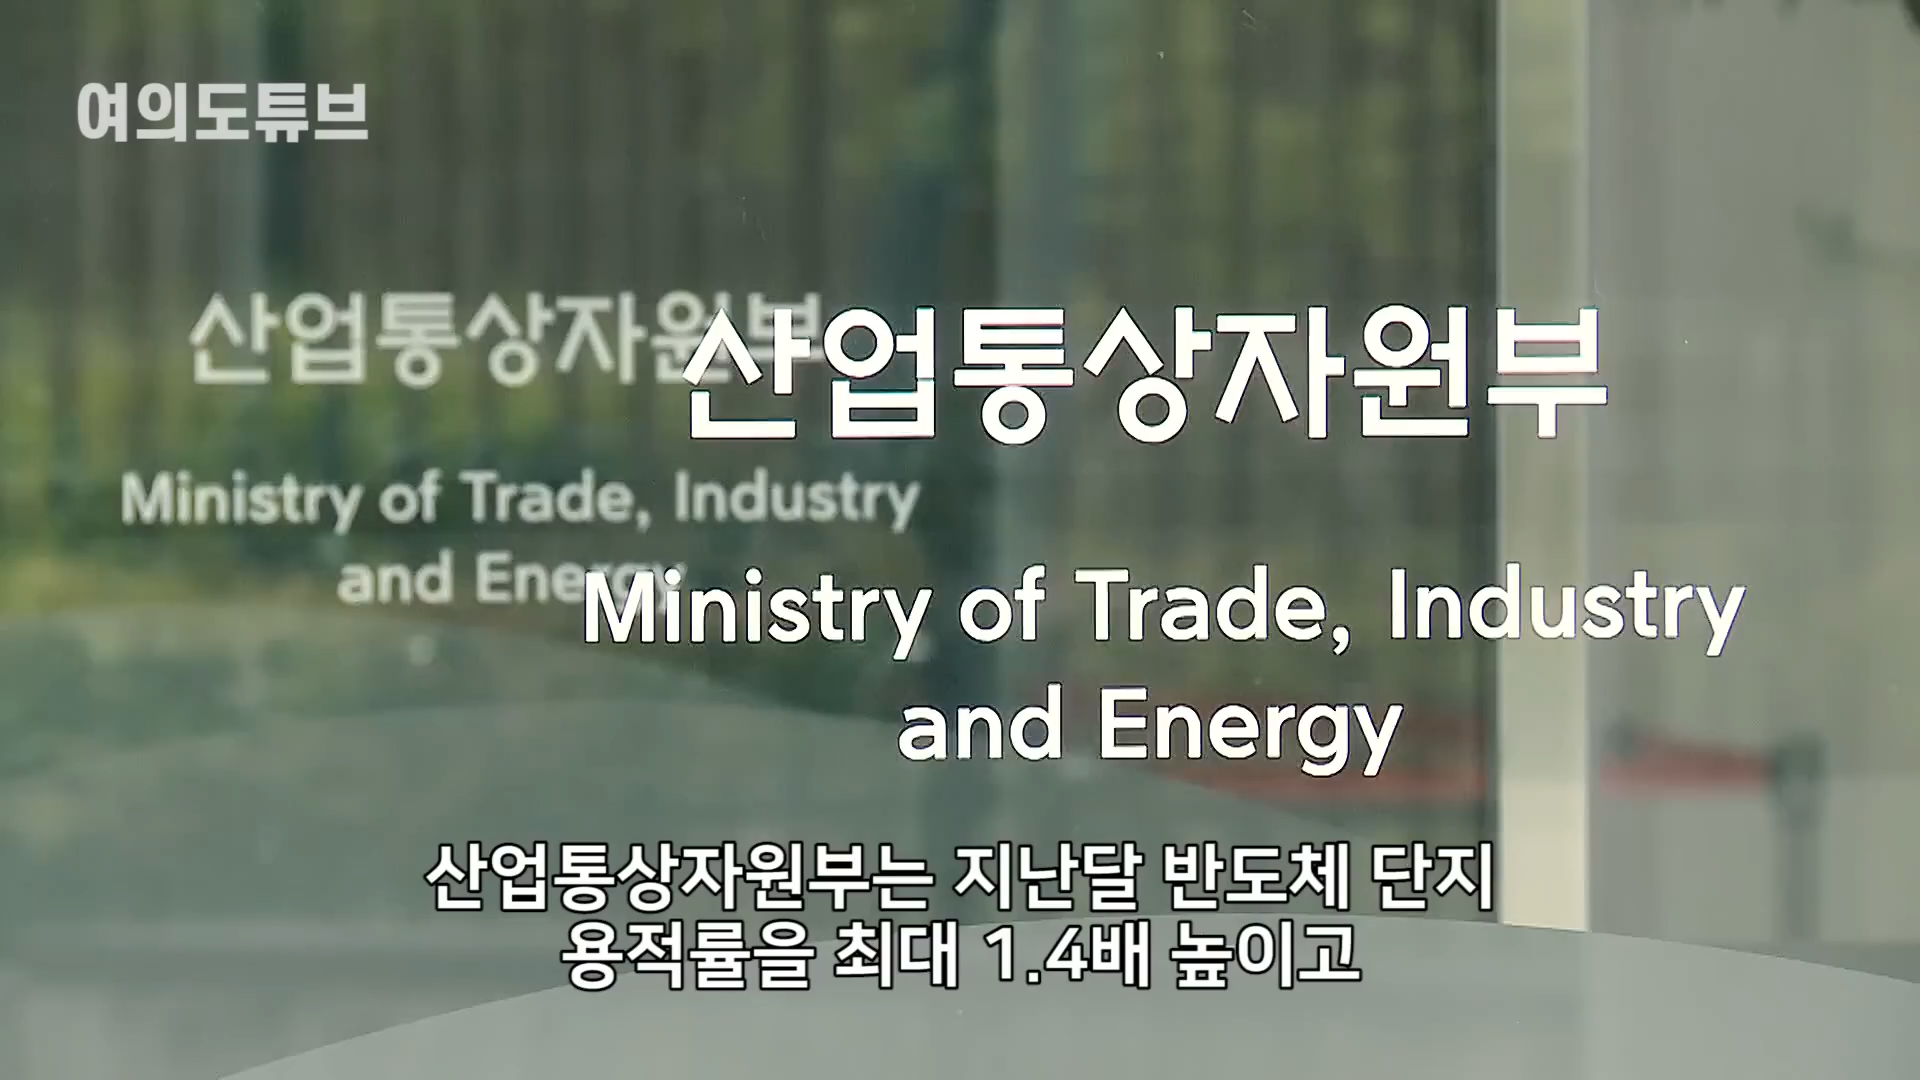 여의도튜브
산업통상자원부
Ministry of Trade, Industry
and Energy
산업통상자원부
Ministry of Trade, Industry
and Energy
산업통상자원부는 지난달 반도체 단지
용적률을 최대 1.4배 높이고